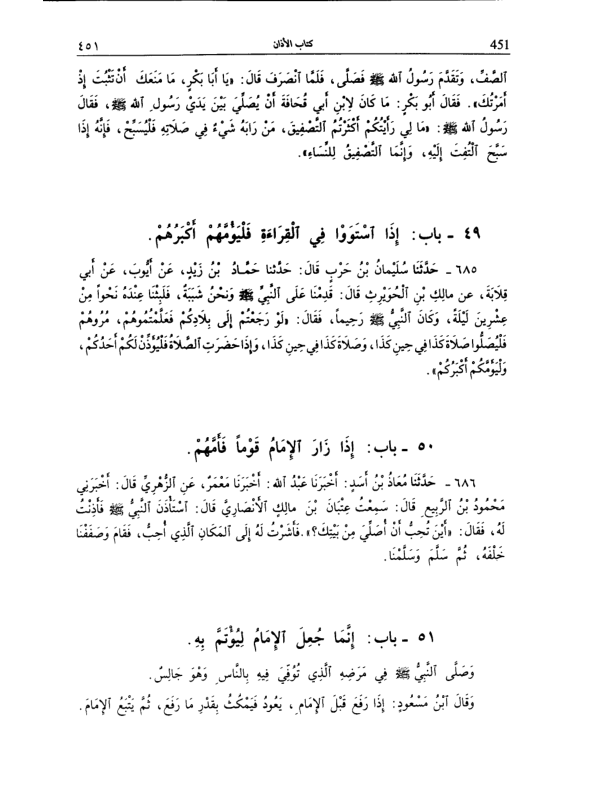 ٤٥١ كتاب الأذان 451
ٱلصَّفِّ، وَتَقَدَّمَ رَسُولُ ٱللهِ ﷺ فَصَلَّى، فَلَمَّا ٱنْصَرَفَ قَالَ: «يَا أَبَا بَكْرٍ، مَا مَنَعَكَ أَنْ تَثْبُتَ إِذْ
أَمَرْتُكَ». فَقَالَ أَبُو بَكْرٍ: مَا كَانَ لِابْنِ أَبِي قُحَافَةَ أَنْ يُصَلِّيَ بَيْنَ يَدَيْ رَسُولِ ٱللهِ ﷺ، فَقَالَ
رَسُولُ ٱللهِ ﷺ: «مَا لِي رَأَيْتُكُمْ أَكْثَرْتُمُ ٱلتَّصْفِيقَ، مَنْ رَابَهُ شَيْءٌ فِي صَلَاتِهِ فَلْيُسَبِّحْ، فَإِنَّهُ إِذَا
سَبَّحَ ٱلْتُفِتَ إِلَيْهِ، وَإِنَّمَا ٱلتَّصْفِيقُ لِلنِّسَاءِ».
٤٩ - باب: إِذَا ٱسْتَوَوْا فِي ٱلْقِرَاءَةِ فَلْيَؤُمَّهُمْ أَكْبَرُهُمْ.
٦٨٥ - حَدَّثَنَا سُلَيْمَانُ بْنُ حَرْبٍ قَالَ: حَدَّثنا حَمَّادُ بْنُ زَيْدٍ، عَنْ أَيُّوبَ، عَنْ أَبي
قِلَابَةَ، عن مالِكِ بْنِ ٱلْحُوَيْرِثِ قَالَ: قَدِمْنَا عَلَى ٱلنَّبِيِّ ﷺ وَنَحْنُ شَبَبَةٌ، فَلَبِثْنَا عِنْدَهُ نَحْواً مِنْ
عِشْرِينَ لَيْلَةً، وَكَانَ ٱلنَّبِيُّ ﷺ رَحِيماً، فَقَالَ: «لَوْ رَجَعْتُمْ إِلَى بِلَادِكُمْ فَعَلَّمْتُمُوهُمْ، مُرُوهُمْ
فَلْيُصَلُّوا صَلَاةَ كَذَا فِي حِينِ كَذَا، وَصَلَاةَ كَذَا فِي حِينِ كَذَا، وَإِذَا حَضَرَتِ ٱلصَّلَاةُ فَلْيُؤَذِّنْ لَكُمْ أَحَدُكُمْ،
وَلْيَؤُمَّكُمْ أَكْبَرُكُمْ».
٥٠ - باب: إِذَا زَارَ ٱلإِمَامُ قَوْماً فَأَمَّهُمْ.
٦٨٦ - حَدَّثَنَا مُعَاذُ بْنُ أَسَدٍ: أَخْبَرَنَا عَبْدُ ٱللهِ: أَخْبَرَنَا مَعْمَرٌ، عَنِ ٱلزُّهْرِيِّ قَالَ: أَخْبَرَنِي
مَحْمُودُ بْنُ ٱلرَّبِيعِ قَالَ: سَمِعْتُ عِتْبَانَ بْنَ مالِكٍ ٱلأَنْصَارِيَّ قَالَ: ٱسْتَأْذَنَ ٱلنَّبِيُّ ﷺ فَأَذِنْتُ
لَهُ، فَقَالَ: «أَيْنَ تُحِبُّ أَنْ أُصَلِّيَ مِنْ بَيْتِكَ؟». فَأَشَرْتُ لَهُ إِلَى ٱلمَكَانِ ٱلَّذِي أُحِبُّ، فَقَامَ وَصَفَفْنَا
خَلْفَهُ، ثُمَّ سَلَّمَ وَسَلَّمْنَا.
٥١ - باب: إِنَّمَا جُعِلَ ٱلإِمَامُ لِيُؤْتَمَّ بِهِ.
وَصَلَّى ٱلنَّبِيُّ ﷺ فِي مَرَضِهِ ٱلَّذِي تُوُفِّيَ فِيهِ بِالنَّاسِ وَهْوَ جَالِسٌ.
وَقَالَ ٱبْنُ مَسْعُودٍ: إِذَا رَفَعَ قَبْلَ ٱلإِمَامِ، يَعُودُ فَيَمْكُثُ بِقَدْرِ مَا رَفَعَ، ثُمَّ يَتْبَعُ ٱلإِمَامَ.